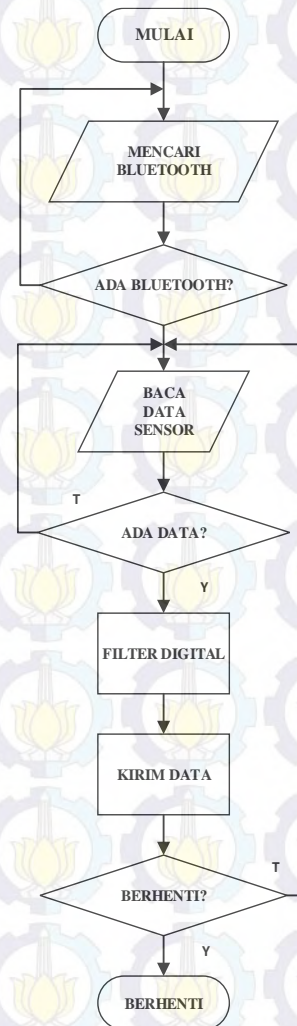 MULAI
MENCARI
BLUETOOTH
ADA BLUETOOTH?
BACA
DATA
SENSOR
T
ADA DATA?
Y
FILTER DIGITAL
KIRIM DATA
T
BERHENTI?
Y
BERHENTI